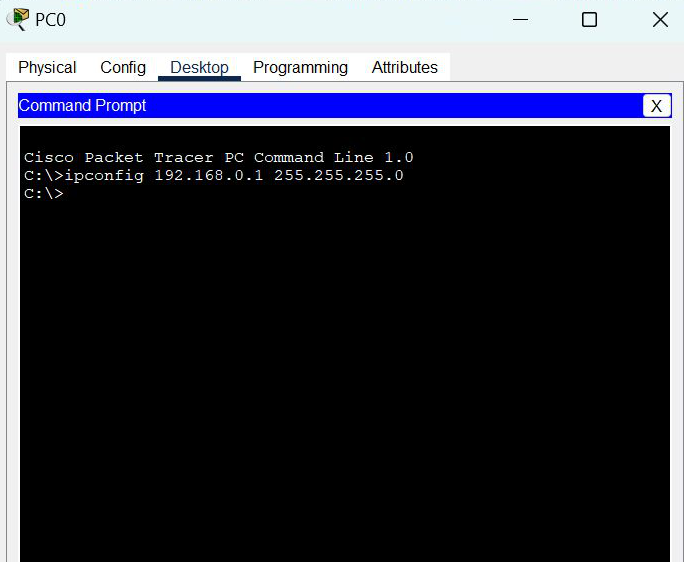 PC0
Physical Config Desktop Programming Attributes
Command Prompt X
Cisco Packet Tracer PC Command Line 1.0
C:\>ipconfig 192.168.0.1 255.255.255.0
C:\>